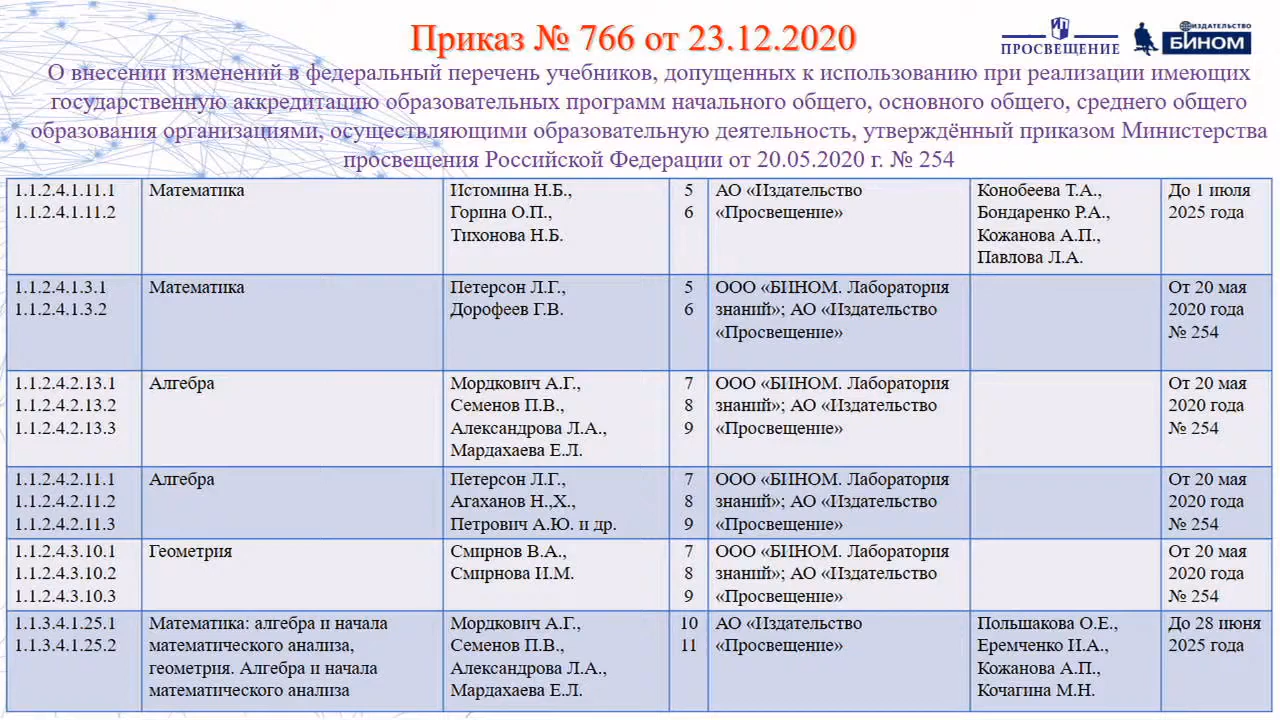 Приказ № 766 от 23.12.2020
ПРОСВЕЩЕНИЕ
ИЗДАТЕЛЬСТВО
БИНОМ
О внесении изменений в федеральный перечень учебников, допущенных к использованию при реализации имеющих
государственную аккредитацию образовательных программ начального общего, основного общего, среднего общего
образования организациями, осуществляющими образовательную деятельность, утверждённый приказом Министерства
просвещения Российской Федерации от 20.05.2020 г. № 254
1.1.2.4.1.11.1
1.1.2.4.1.11.2
Математика
Истомина Н.Б.,
Горина О.П.,
Тихонова Н.Б.
5
6
АО «Издательство
«Просвещение»
Конобеева Т.А.,
Бондаренко Р.А.,
Кожанова А.П.,
Павлова Л.А.
До 1 июля
2025 года
1.1.2.4.1.3.1
1.1.2.4.1.3.2
Математика
Петерсон Л.Г.,
Дорофеев Г.В.
5
6
ООО «БИНОМ. Лаборатория
знаний»; АО «Издательство
«Просвещение»
От 20 мая
2020 года
№ 254
1.1.2.4.2.13.1
1.1.2.4.2.13.2
1.1.2.4.2.13.3
Алгебра
Мордкович А.Г.,
Семенов П.В.,
Александрова Л.А.,
Мардахаева Е.Л.
7
8
9
ООО «БИНОМ. Лаборатория
знаний»; АО «Издательство
«Просвещение»
От 20 мая
2020 года
№ 254
1.1.2.4.2.11.1
1.1.2.4.2.11.2
1.1.2.4.2.11.3
Алгебра
Петерсон Л.Г.,
Агаханов Н.,Х.,
Петрович А.Ю. и др.
7
8
9
ООО «БИНОМ. Лаборатория
знаний»; АО «Издательство
«Просвещение»
От 20 мая
2020 года
№ 254
1.1.2.4.3.10.1
1.1.2.4.3.10.2
1.1.2.4.3.10.3
Геометрия
Смирнов В.А.,
Смирнова И.М.
7
8
9
ООО «БИНОМ. Лаборатория
знаний»; АО «Издательство
«Просвещение»
От 20 мая
2020 года
№ 254
1.1.3.4.1.25.1
1.1.3.4.1.25.2
Математика: алгебра и начала
математического анализа,
геометрия. Алгебра и начала
математического анализа
Мордкович А.Г.,
Семенов П.В.,
Александрова Л.А.,
Мардахаева Е.Л.
10
11
АО «Издательство
«Просвещение»
Польшакова О.Е.,
Еремченко И.А.,
Кожанова А.П.,
Кочагина М.Н.
До 28 июня
2025 года